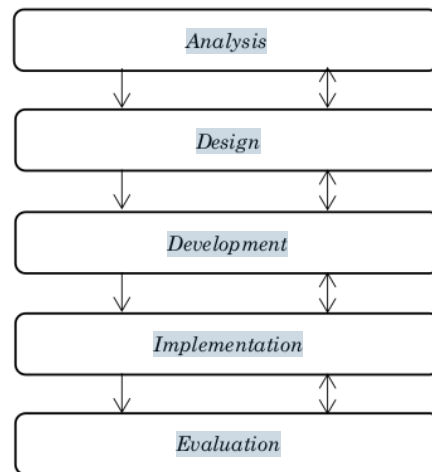 Analysis
Design
Development
Implementation
Evaluation